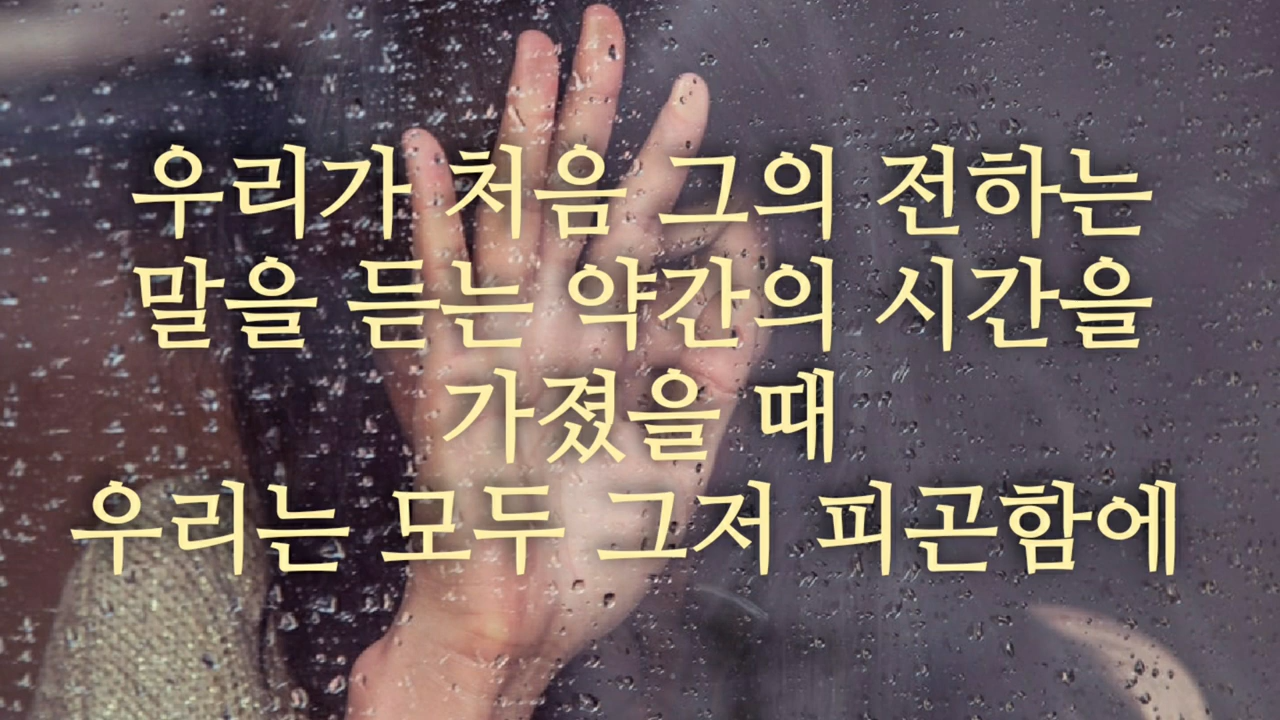 우리가 처음 그의 전하는
말을 듣는 약간의 시간을
가졌을 때
우리는 모두 그저 피곤함에